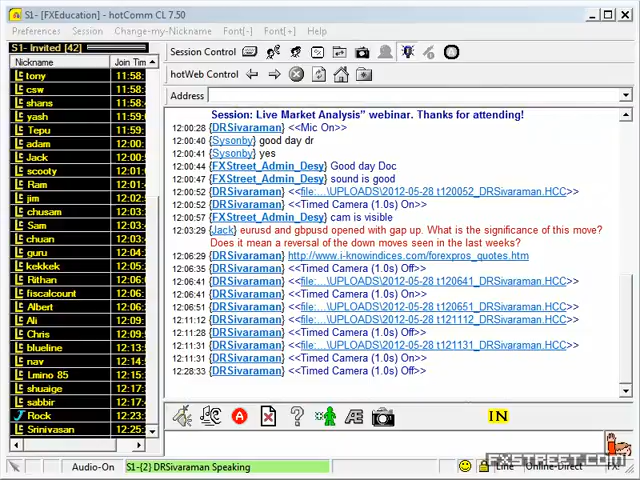 S1 - [FXEducation] - hotComm CL 7.50
Preferences Session Change-my-Nickname Font[-] Font[+] Help
S1- Invited [42]
Nickname Join Tim
tony 11:58:
csw 11:58:
shans 11:58:
yash 11:59:
Tepu 11:59:
adam 12:00:
Jack 12:00:
scooty 12:01:
Ram 12:01:
jim 12:02:
chusam 12:03:
Sam 12:03:
chuan 12:04:
guru 12:04:
kekkek 12:05:
Rithan 12:06:
fiscalcount 12:06:
Albert 12:07:
Ali 12:09:
Chris 12:09:
blueline 12:12:
nav 12:14:
Lmino 85 12:15:
shuaige 12:12:
sabbir 12:12:
Rock 12:23:
Srinivasan 12:25:
Session Control
hotWeb Control
Address
Session: Live Market Analysis” webinar. Thanks for attending!
12:00:28 {DRSivaraman} <<Mic On>>
12:00:40 {Sysonby} good day dr
12:00:41 {Sysonby} yes
12:00:44 {FXStreet_Admin_Desy} Good day Doc
12:00:47 {FXStreet_Admin_Desy} sound is good
12:00:52 {DRSivaraman} <<file:...\UPLOADS\2012-05-28 t120052_DRSivaraman.HCC>>
12:00:52 {DRSivaraman} <<Timed Camera (1.0s) On>>
12:00:57 {FXStreet_Admin_Desy} cam is visible
12:03:29 {Jack} eurusd and gbpusd opened with gap up. What is the significance of this move?
Does it mean a reversal of the down moves seen in the last weeks?
12:06:29 {DRSivaraman} http://www.i-knowindices.com/forexpros_quotes.htm
12:06:35 {DRSivaraman} <<Timed Camera (1.0s) Off>>
12:06:41 {DRSivaraman} <<file:...\UPLOADS\2012-05-28 t120641_DRSivaraman.HCC>>
12:06:41 {DRSivaraman} <<Timed Camera (1.0s) On>>
12:06:51 {DRSivaraman} <<file:...\UPLOADS\2012-05-28 t120651_DRSivaraman.HCC>>
12:11:12 {DRSivaraman} <<file:...\UPLOADS\2012-05-28 t121112_DRSivaraman.HCC>>
12:11:28 {DRSivaraman} <<Timed Camera (1.0s) Off>>
12:11:31 {DRSivaraman} <<file:...\UPLOADS\2012-05-28 t121131_DRSivaraman.HCC>>
12:11:31 {DRSivaraman} <<Timed Camera (1.0s) On>>
12:28:33 {DRSivaraman} <<Timed Camera (1.0s) Off>>
A ? Æ IN
Audio-On S1-{2} DRSivaraman Speaking Line Online-Direct FX!
FXSTREET.COM